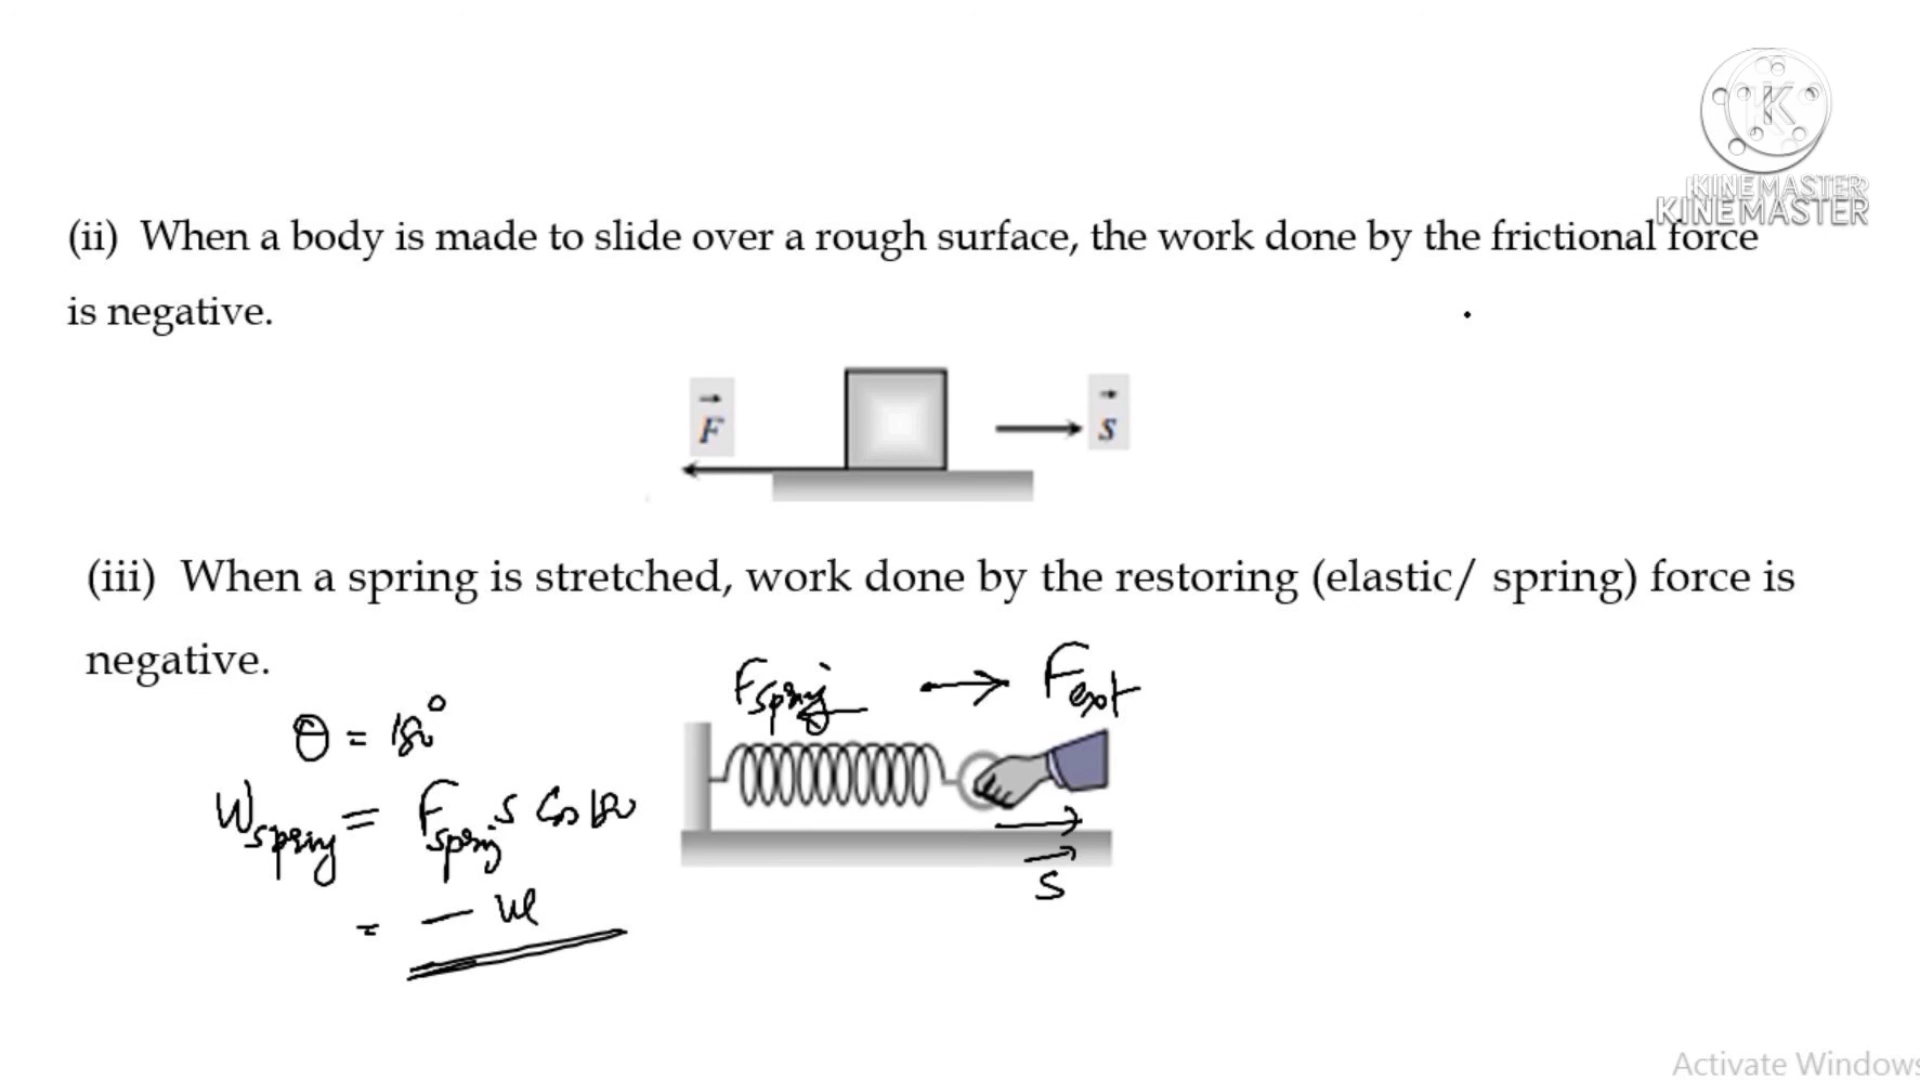 KINEMASTER
KINEMASTER
(ii) When a body is made to slide over a rough surface, the work done by the frictional force
is negative.
F
s
(iii) When a spring is stretched, work done by the restoring (elastic/ spring) force is
negative.
Fspring → Fext
θ = 180°
Wspring = Fspring s Cos 180
s
= - ve
Activate Windows